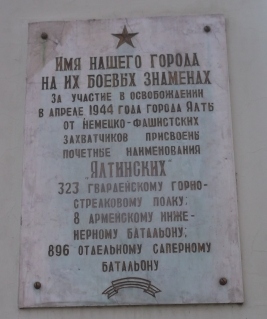 Имя нашего города
на их боевых знаменах
За участие в освобождении
в апреле 1944 года города Ялты
от немецко-фашистских
захватчиков присвоены
почетные наименования
"Ялтинских"
323 гвардейскому горно-
стрелковому полку;
8 армейскому инже-
нерному батальону;
896 отдельному саперному
батальону